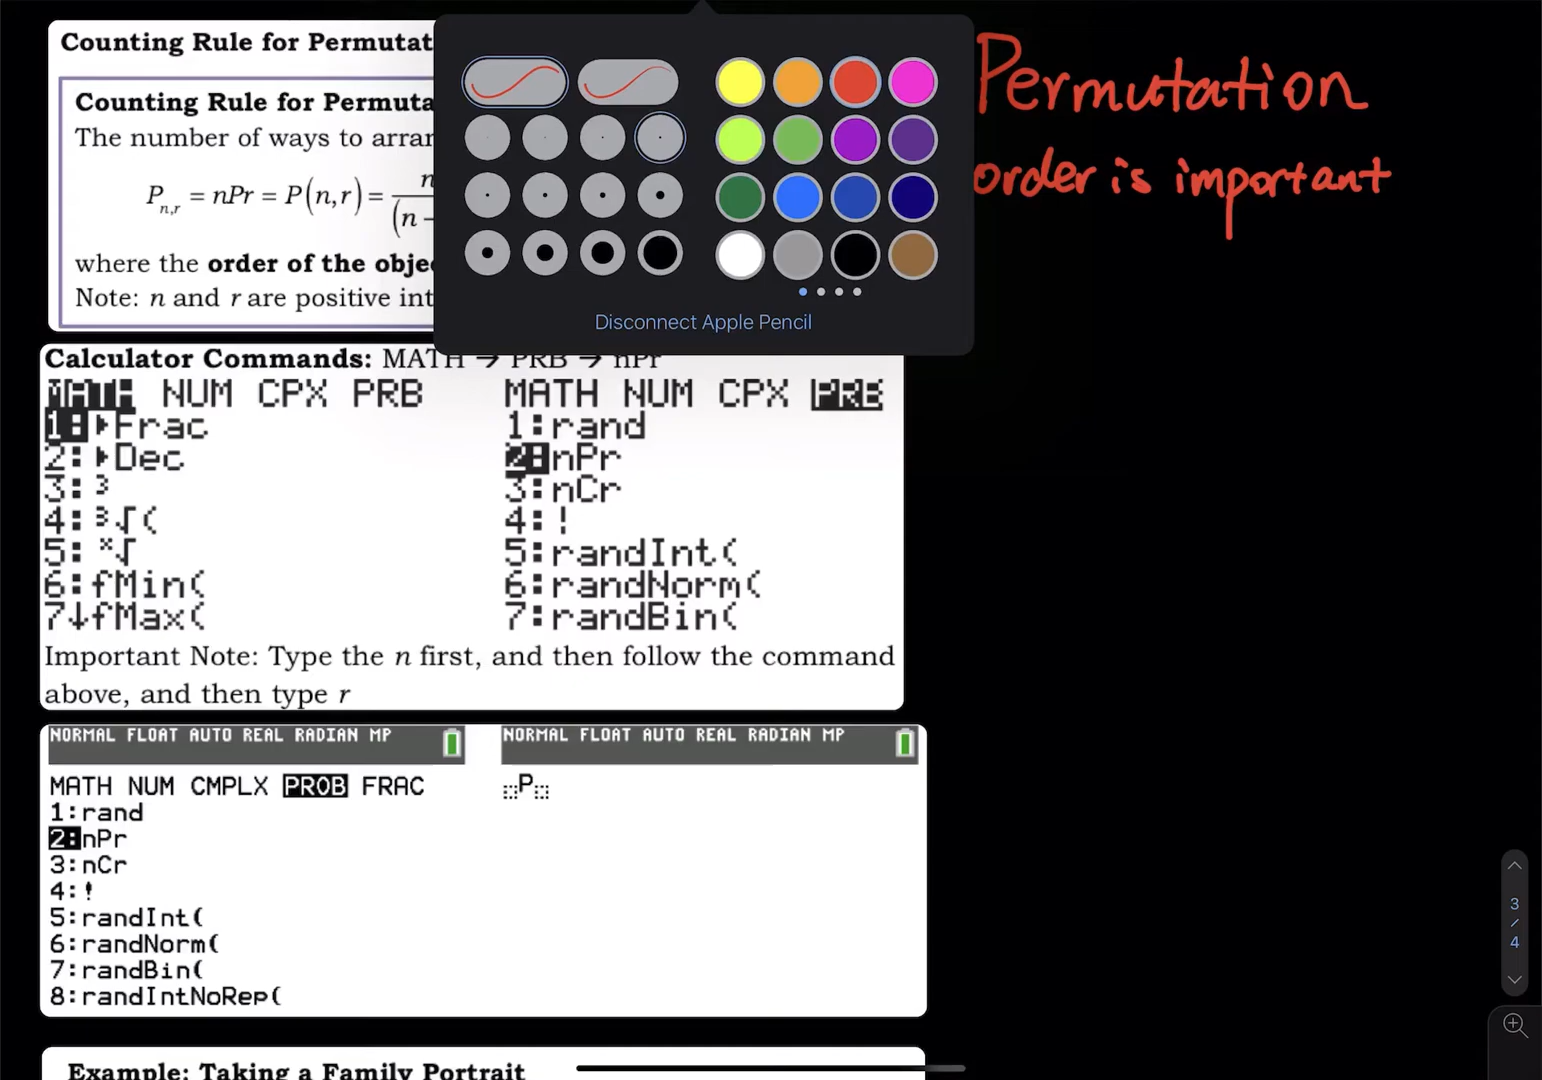 Counting Rule for Permutat
Counting Rule for Permuta
The number of ways to arrar
P n,r = nPr = P(n,r) = n / (n −
where the order of the obje
Note: n and r are positive int
Disconnect Apple Pencil
Permutation
order is important
Calculator Commands: MATH → PRB → nPr
MATH NUM CPX PRB
1:▸Frac
2:▸Dec
3:³
4:³√(
5:ˣ√
6:fMin(
7↓fMax(
MATH NUM CPX PRB
1:rand
2:nPr
3:nCr
4:!
5:randInt(
6:randNorm(
7:randBin(
Important Note: Type the n first, and then follow the command
above, and then type r
NORMAL FLOAT AUTO REAL RADIAN MP
MATH NUM CMPLX PROB FRAC
1:rand
2:nPr
3:nCr
4:!
5:randInt(
6:randNorm(
7:randBin(
8:randIntNoRep(
NORMAL FLOAT AUTO REAL RADIAN MP
P
3
/
4
Example: Taking a Family Portrait